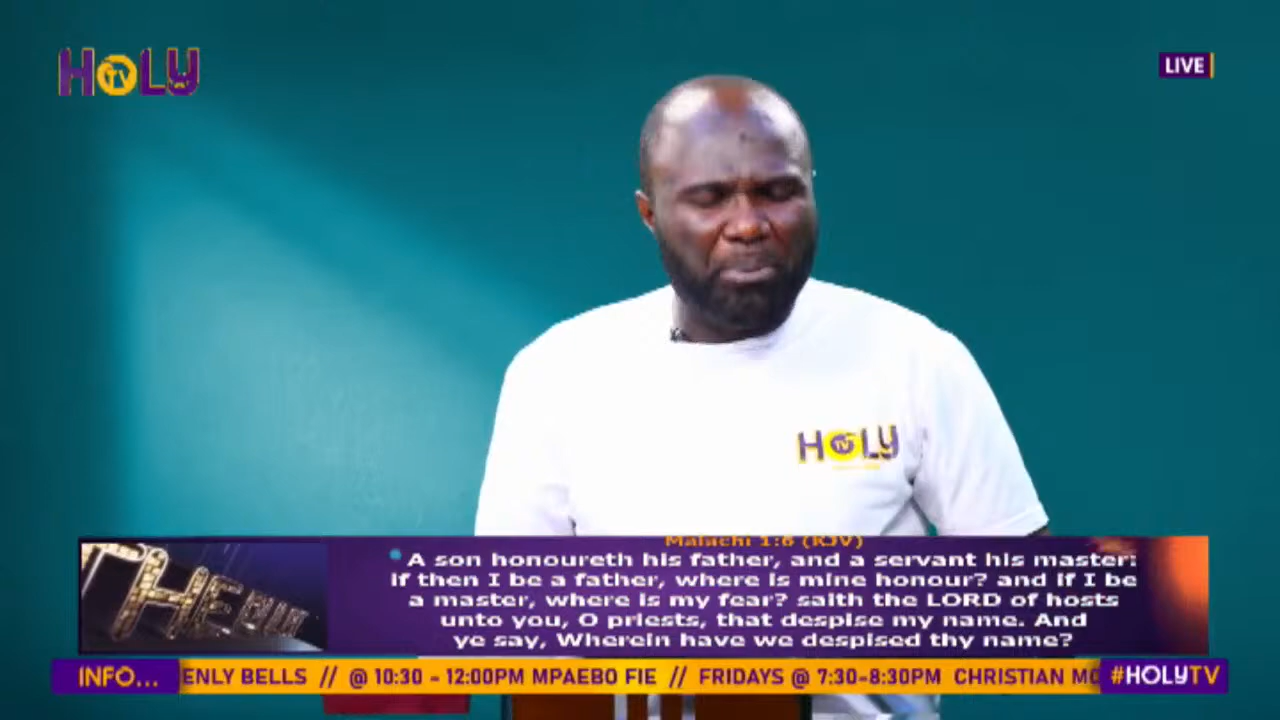 HOLY
TV
LIVE
HOLY
TV
Malachi 1:6 (KJV)
A son honoureth his father, and a servant his master:
if then I be a father, where is mine honour? and if I be
a master, where is my fear? saith the LORD of hosts
unto you, O priests, that despise my name. And
ye say, Wherein have we despised thy name?
THE
INFO...
ENLY BELLS // @ 10:30 - 12:00PM MPAEBO FIE // FRIDAYS @ 7:30-8:30PM CHRISTIAN
#HOLYTV